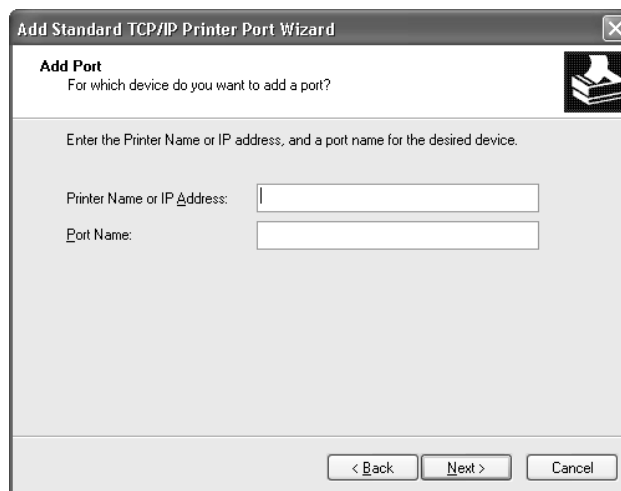 Add Standard TCP/IP Printer Port Wizard
Add Port
For which device do you want to add a port?
Enter the Printer Name or IP address, and a port name for the desired device.
Printer Name or IP Address:
Port Name:
< Back
Next >
Cancel